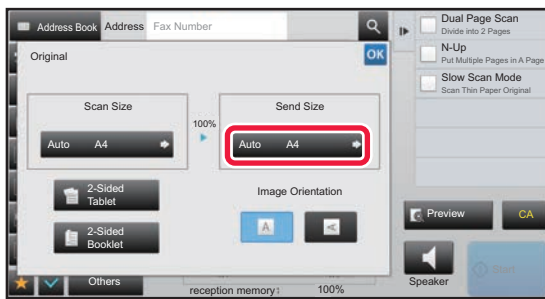 Address Book Address Fax Number
Original
OK
Scan Size
Send Size
100%
Auto A4
Auto A4
2-Sided
Tablet
Image Orientation
2-Sided
Booklet
A
A
Others
reception memory: 100%
Dual Page Scan
Divide into 2 Pages
N-Up
Put Multiple Pages in A Page
Slow Scan Mode
Scan Thin Paper Original
Preview
CA
Speaker
Start